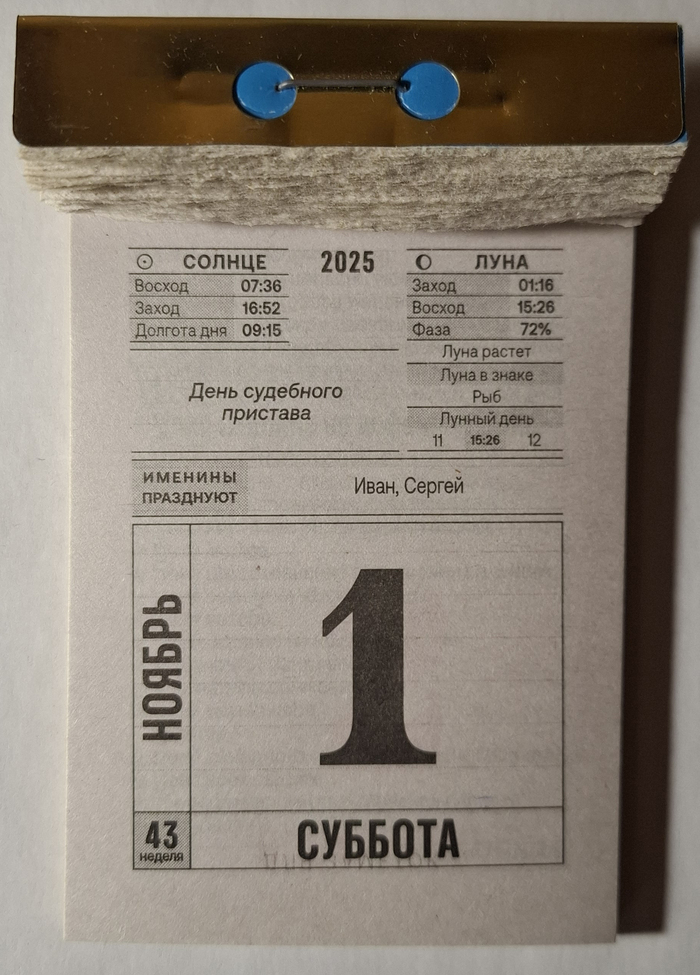 СОЛНЦЕ
Восход 07:36
Заход 16:52
Долгота дня 09:15
2025
ЛУНА
Заход 01:16
Восход 15:26
Фаза 72%
Луна растет
Луна в знаке
Рыб
Лунный день
11 15:26 12
День судебного
пристава
ИМЕНИНЫ
ПРАЗДНУЮТ
Иван, Сергей
НОЯБРЬ
1
43
неделя
СУББОТА